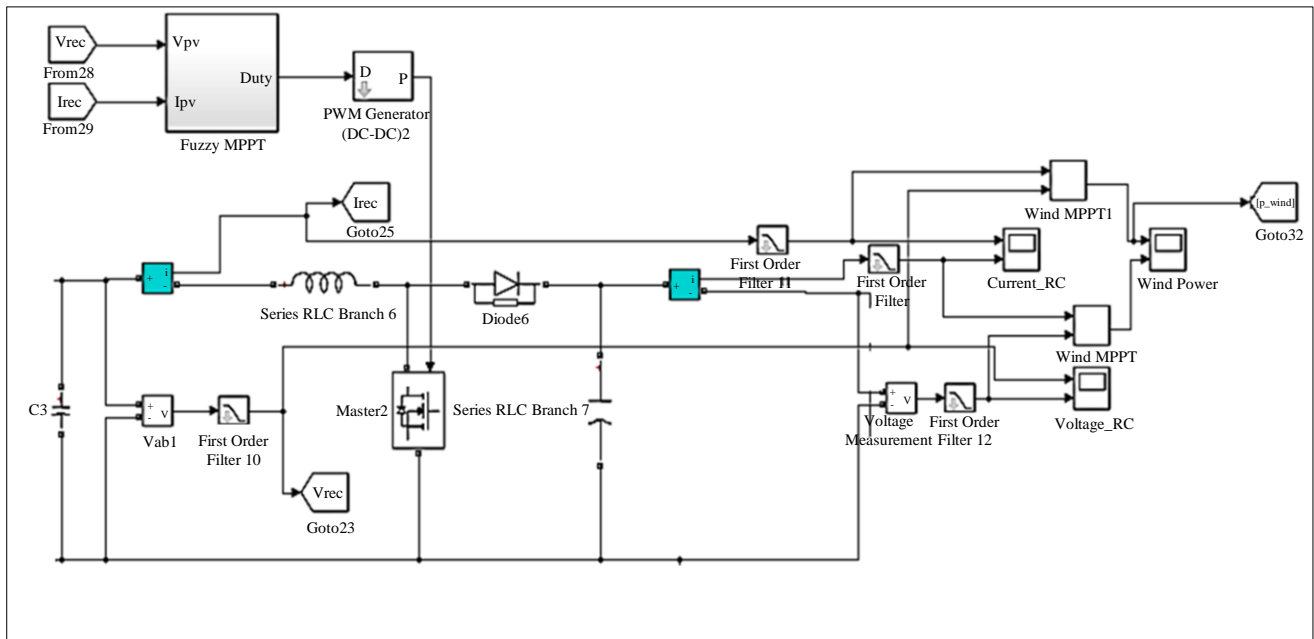 Vrec
From28
Irec
From29
Vpv
Ipv
Duty
Fuzzy MPPT
D
P
PWM Generator
(DC-DC)2
Irec
Goto25
Wind MPPT1
[p_wind]
Goto32
First Order
Filter 11
First Order
Filter
Current_RC
Wind Power
+
i
-
Series RLC Branch 6
Diode6
+
i
-
Wind MPPT
C3
+
-
v
Vab1
First Order
Filter 10
Master2
Series RLC Branch 7
+
-
v
Voltage
Measurement
First Order
Filter 12
Voltage_RC
Vrec
Goto23